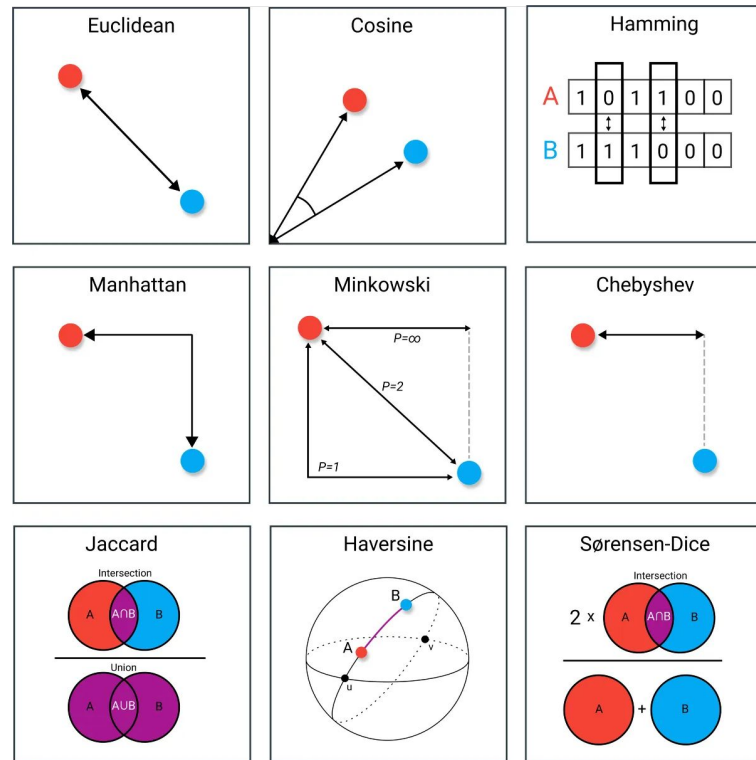 Euclidean
Cosine
Hamming
A 1 0 1 1 0 0
B 1 1 1 0 0 0
Manhattan
Minkowski
P=∞
P=2
P=1
Chebyshev
Jaccard
Intersection
A A∩B B
Union
A A∪B B
Haversine
B
A
v
u
Sørensen-Dice
Intersection
2 x A A∩B B
A + B